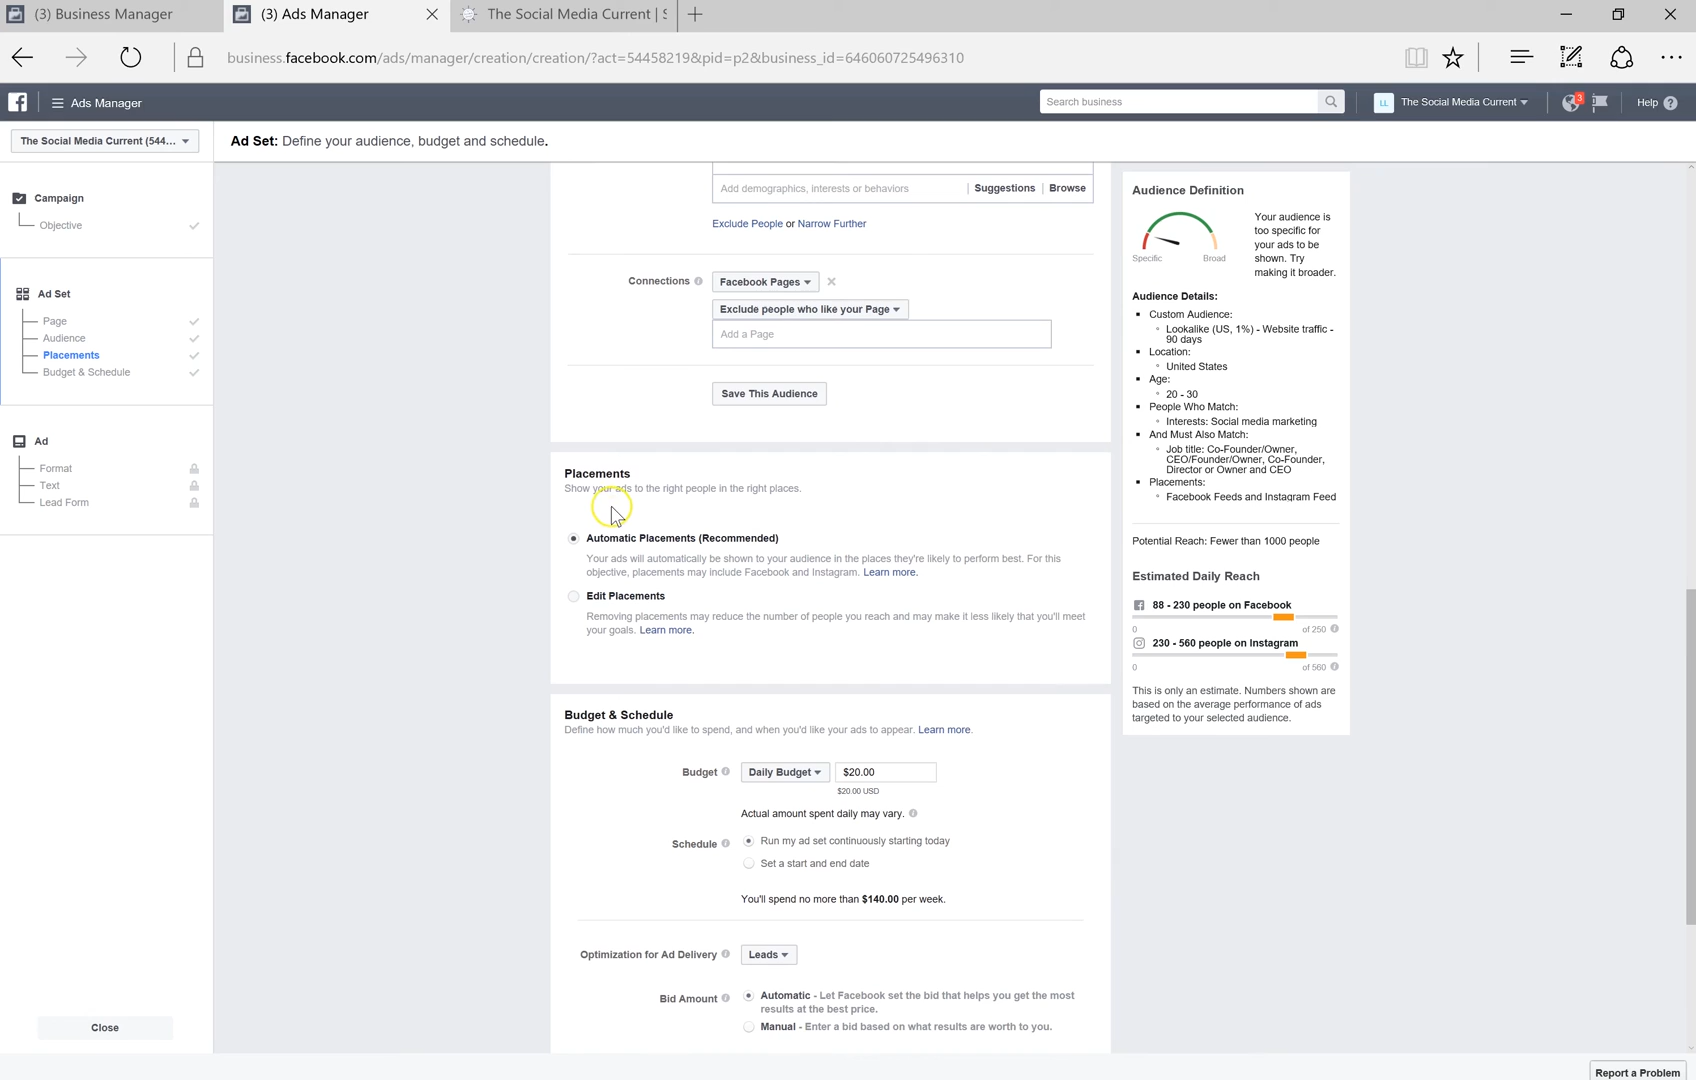 (3) Business Manager
(3) Ads Manager
The Social Media Current | S
business.facebook.com/ads/manager/creation/creation/?act=54458219&pid=p2&business_id=646060725496310
Ads Manager
Search business
LL
The Social Media Current
3
Help
The Social Media Current (544...
Ad Set: Define your audience, budget and schedule.
Campaign
Objective
Ad Set
Page
Audience
Placements
Budget & Schedule
Ad
Format
Text
Lead Form
Close
Add demographics, interests or behaviors
Suggestions
Browse
Exclude People or Narrow Further
Connections
Facebook Pages
Exclude people who like your Page
Add a Page
Save This Audience
Placements
Show your ads to the right people in the right places.
Automatic Placements (Recommended)
Your ads will automatically be shown to your audience in the places they're likely to perform best. For this
objective, placements may include Facebook and Instagram. Learn more.
Edit Placements
Removing placements may reduce the number of people you reach and may make it less likely that you'll meet
your goals. Learn more.
Budget & Schedule
Define how much you'd like to spend, and when you'd like your ads to appear. Learn more.
Budget
Daily Budget
$20.00
$20.00 USD
Actual amount spent daily may vary.
Schedule
Run my ad set continuously starting today
Set a start and end date
You'll spend no more than $140.00 per week.
Optimization for Ad Delivery
Leads
Bid Amount
Automatic - Let Facebook set the bid that helps you get the most
results at the best price.
Manual - Enter a bid based on what results are worth to you.
Audience Definition
Specific
Broad
Your audience is
too specific for
your ads to be
shown. Try
making it broader.
Audience Details:
Custom Audience:
Lookalike (US, 1%) - Website traffic -
90 days
Location:
United States
Age:
20 - 30
People Who Match:
Interests: Social media marketing
And Must Also Match:
Job title: Co-Founder/Owner,
CEO/Founder/Owner, Co-Founder,
Director or Owner and CEO
Placements:
Facebook Feeds and Instagram Feed
Potential Reach: Fewer than 1000 people
Estimated Daily Reach
88 - 230 people on Facebook
0
of 250
230 - 560 people on Instagram
0
of 560
This is only an estimate. Numbers shown are
based on the average performance of ads
targeted to your selected audience.
Report a Problem